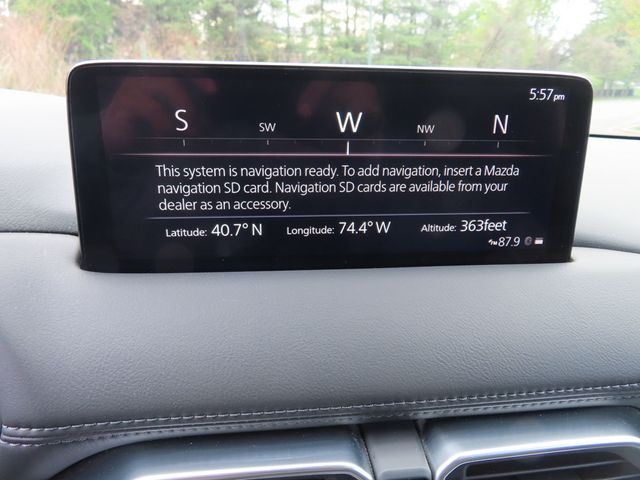 5:57pm
S SW W NW N
This system is navigation ready. To add navigation, insert a Mazda
navigation SD card. Navigation SD cards are available from your
dealer as an accessory.
Latitude: 40.7° N Longitude: 74.4° W Altitude: 363feet
FM 87.9